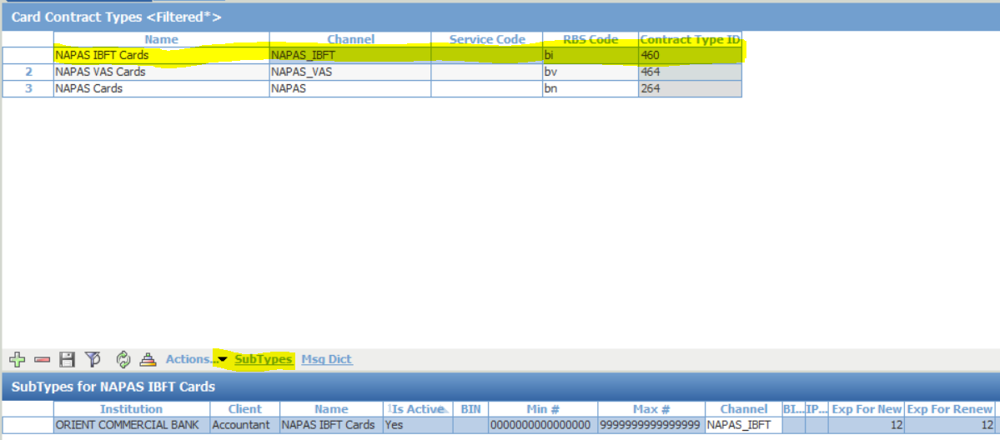 Card Contract Types <Filtered*>
Name Channel Service Code RBS Code Contract Type ID
NAPAS IBFT Cards NAPAS_IBFT bi 460
2 NAPAS VAS Cards NAPAS_VAS bv 464
3 NAPAS Cards NAPAS bn 264
Actions... SubTypes Msg Dict
SubTypes for NAPAS IBFT Cards
Institution Client Name 1Is Active BIN Min # Max # Channel BI... IP... Exp For New Exp For Renew
ORIENT COMMERCIAL BANK Accountant NAPAS IBFT Cards Yes 0000000000000000 9999999999999999 NAPAS_IBFT 12 12